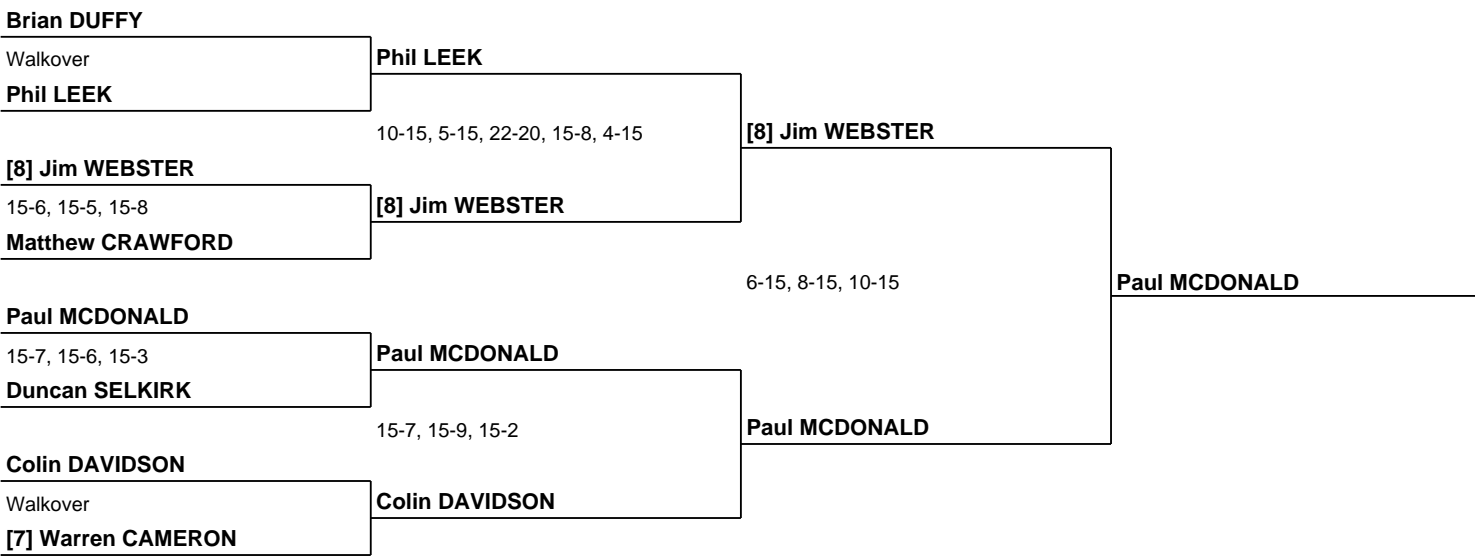 Brian DUFFY
Walkover
Phil LEEK
Phil LEEK
10-15, 5-15, 22-20, 15-8, 4-15
[8] Jim WEBSTER
[8] Jim WEBSTER
15-6, 15-5, 15-8
[8] Jim WEBSTER
Matthew CRAWFORD
6-15, 8-15, 10-15
Paul MCDONALD
Paul MCDONALD
15-7, 15-6, 15-3
Paul MCDONALD
Duncan SELKIRK
15-7, 15-9, 15-2
Paul MCDONALD
Colin DAVIDSON
Walkover
Colin DAVIDSON
[7] Warren CAMERON